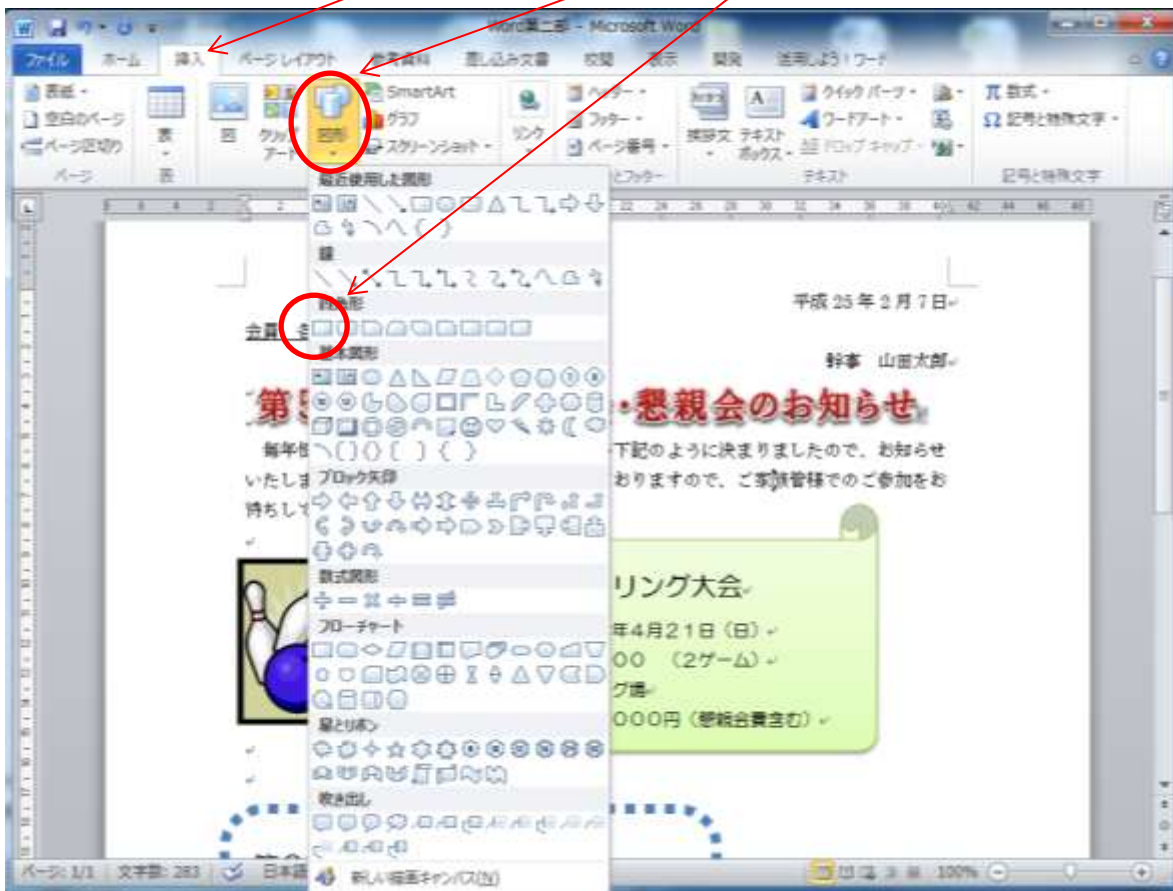 Word第二部 - Microsoft Word
ファイル ホーム 挿入 ページ レイアウト 参考資料 差し込み文書 校閲 表示 開発 活用しよう！ワード
表紙
空白のページ
ページ区切り
ページ
表
表
図
クリップ
アート
図形
SmartArt
グラフ
スクリーンショット
リンク
ヘッダー
フッター
ページ番号
とフッター
挨拶文
テキスト
ボックス
クイック パーツ
ワードアート
ドロップ キャップ
テキスト
数式
記号と特殊文字
記号と特殊文字
最近使用した図形
線
四角形
基本図形
ブロック矢印
数式図形
フローチャート
星とリボン
吹き出し
新しい描画キャンバス(N)
平成 25 年 2 月 7 日
会員
幹事 山田太郎
第
・懇親会のお知らせ
毎年
下記のように決まりましたので、お知らせ
いたしま
おりますので、ご家族皆様でのご参加をお
待ちして
リング大会
年4月21日（日）
00 （2ゲーム）
グ場
000円（懇親会費含む）
ページ: 1/1 文字数: 283 日本語
100%